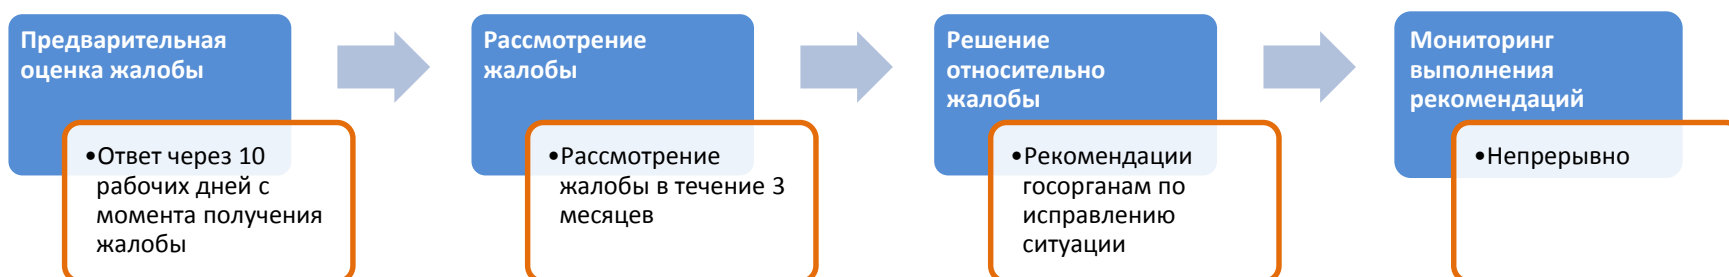 Предварительная
оценка жалобы
•Ответ через 10
рабочих дней с
момента получения
жалобы
Рассмотрение
жалобы
•Рассмотрение
жалобы в течение 3
месяцев
Решение
относительно
жалобы
•Рекомендации
госорганам по
исправлению
ситуации
Мониторинг
выполнения
рекомендаций
•Непрерывно